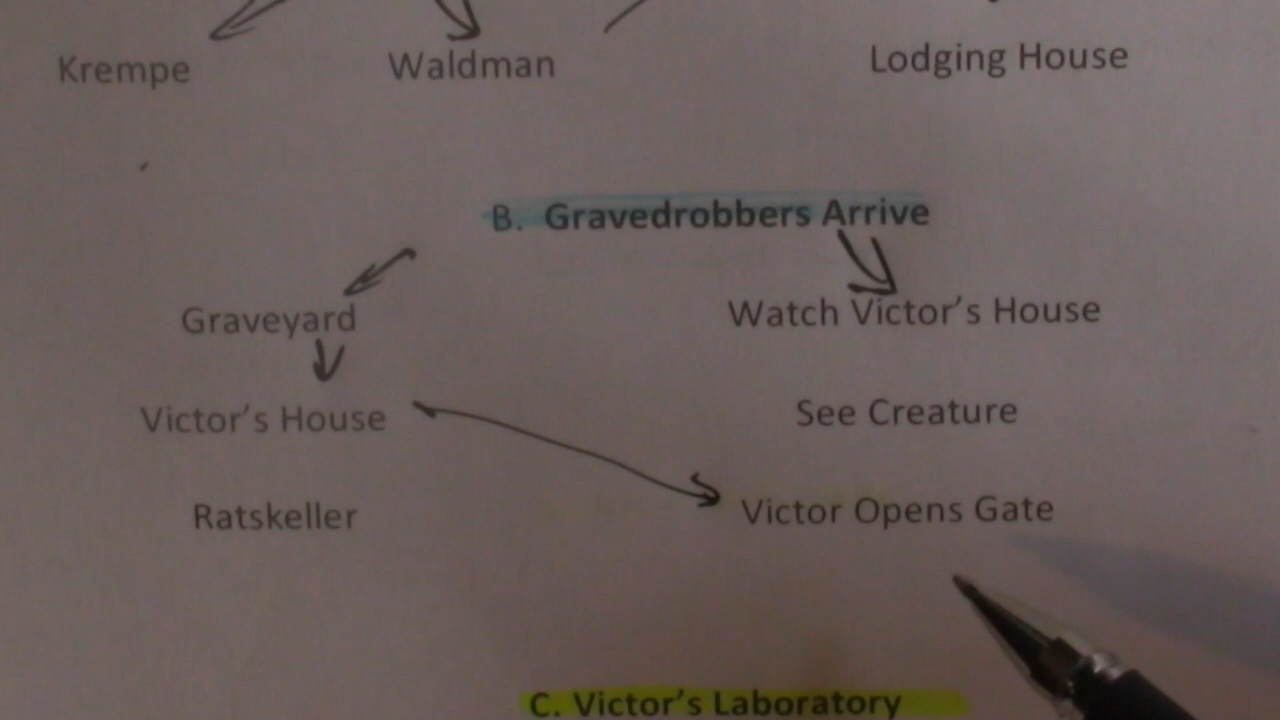 Krempe Waldman Lodging House
B. Gravedrobbers Arrive
Graveyard Watch Victor's House
Victor's House See Creature
Ratskeller Victor Opens Gate
C. Victor's Laboratory